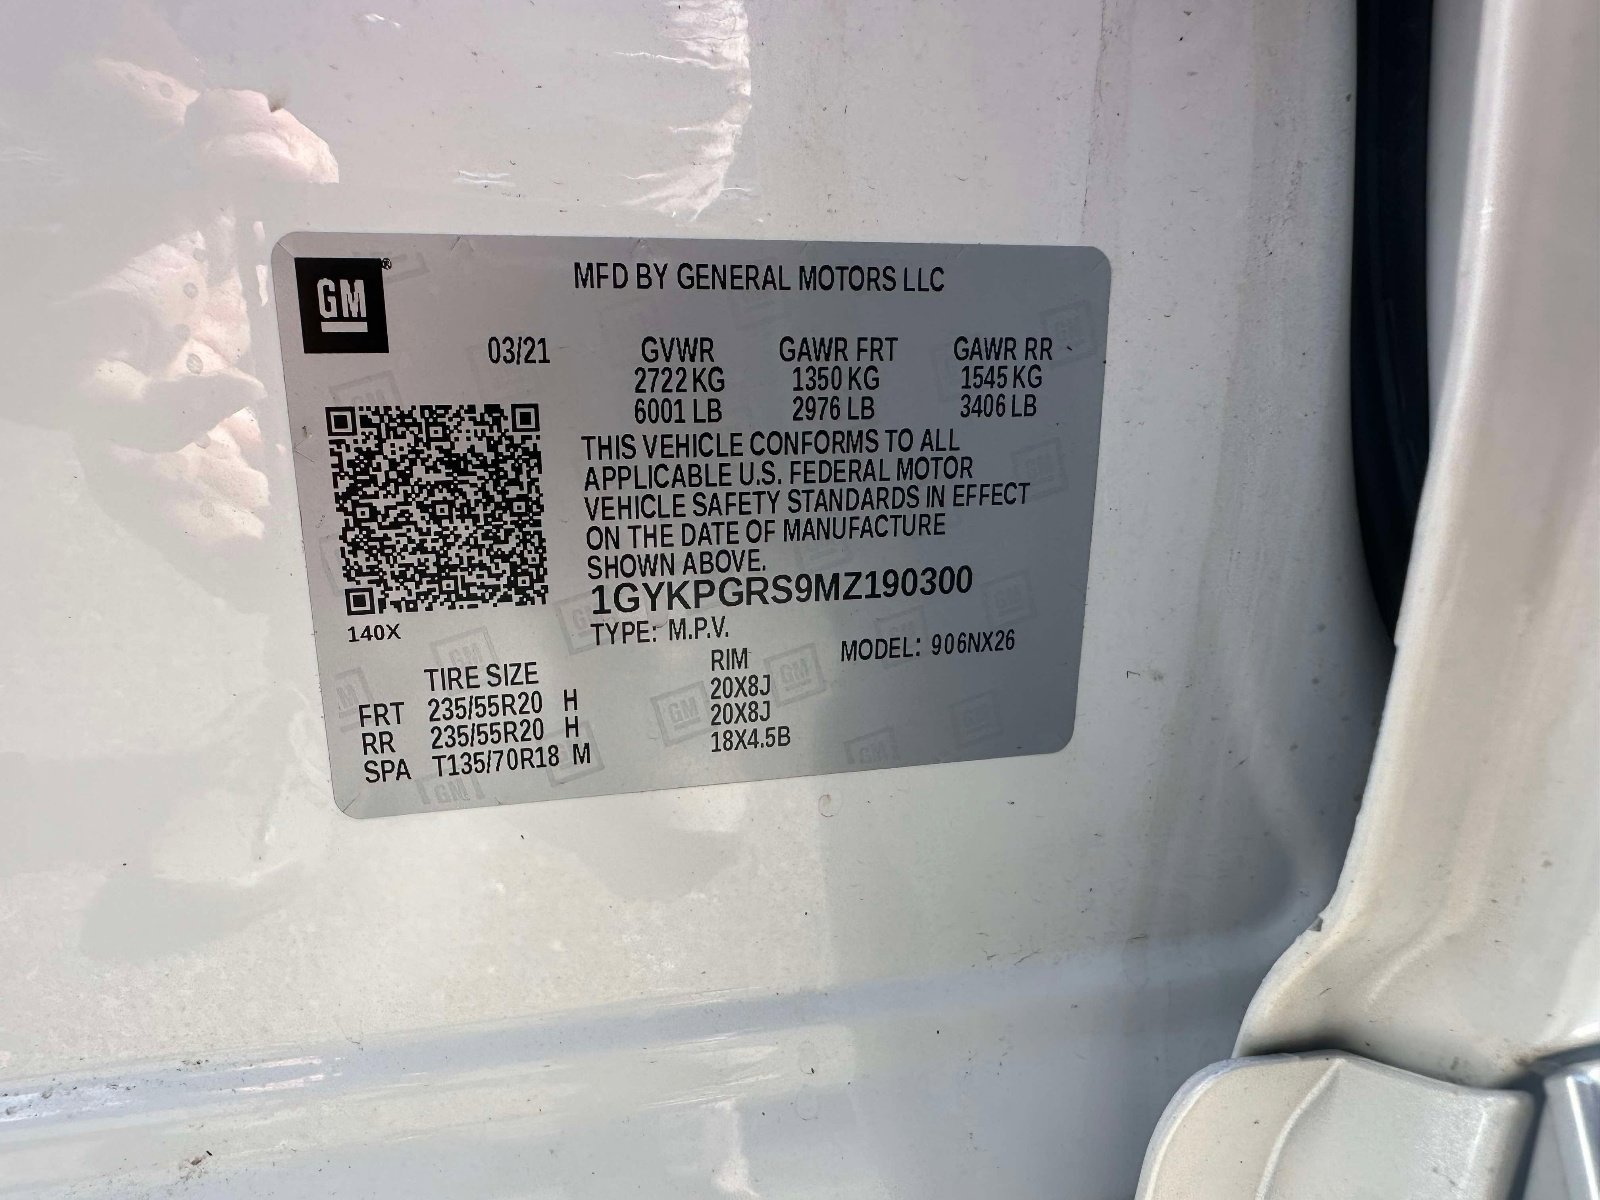 GM®
MFD BY GENERAL MOTORS LLC
03/21 GVWR GAWR FRT GAWR RR
2722 KG 1350 KG 1545 KG
6001 LB 2976 LB 3406 LB
THIS VEHICLE CONFORMS TO ALL
APPLICABLE U.S. FEDERAL MOTOR
VEHICLE SAFETY STANDARDS IN EFFECT
ON THE DATE OF MANUFACTURE
SHOWN ABOVE.
1GYKPGRS9MZ190300
140X
TYPE: M.P.V. MODEL: 906NX26
TIRE SIZE RIM
FRT 235/55R20 H 20X8J
RR 235/55R20 H 20X8J
SPA T135/70R18 M 18X4.5B